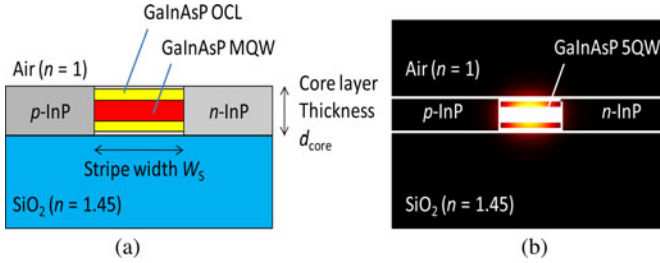 GaInAsP OCL
GaInAsP MQW
Air (n = 1)
Core layer
Thickness
d_core
p-InP
n-InP
Stripe width W_S
SiO₂ (n = 1.45)
(a)
GaInAsP 5QW
Air (n = 1)
p-InP
n-InP
SiO₂ (n = 1.45)
(b)